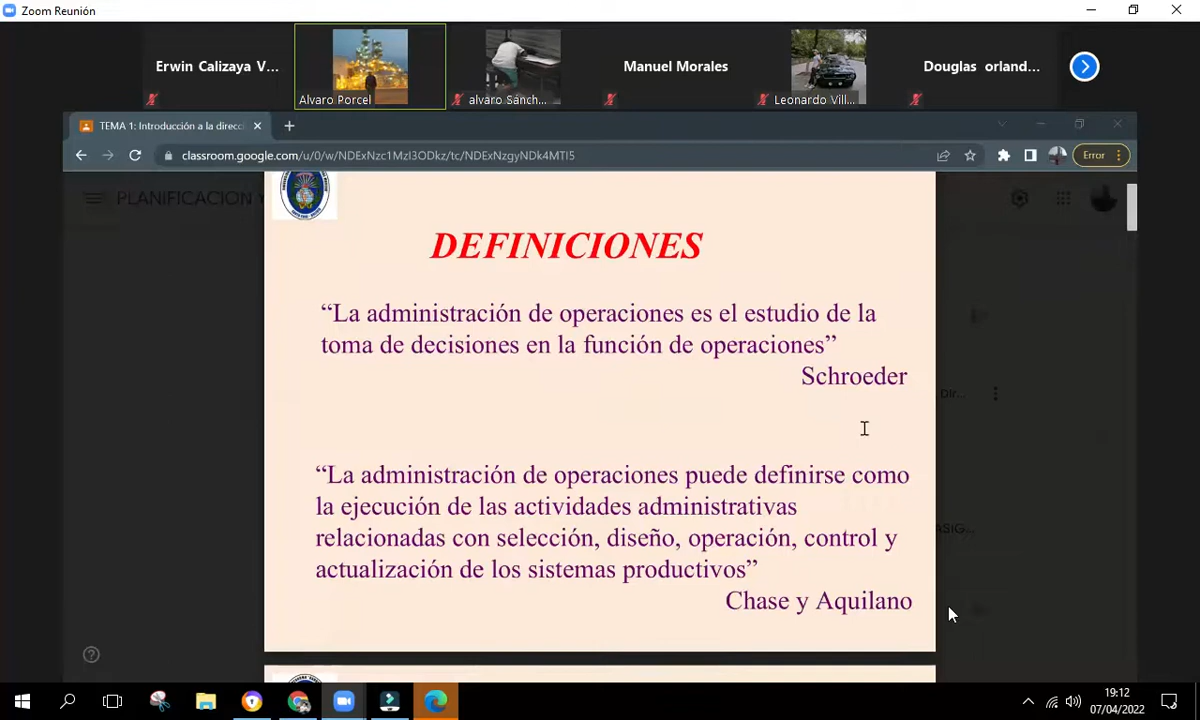 Zoom Reunión
Erwin Calizaya V...
Alvaro Porcel
alvaro Sánch...
Manuel Morales
Leonardo Vill...
Douglas orland...
TEMA 1: Introducción a la direcc
classroom.google.com/u/0/w/NDExNzc1MzI3ODkz/tc/NDExNzgyNDk4MTI5
Error
PLANIFICACION Y
DEFINICIONES
“La administración de operaciones es el estudio de la
toma de decisiones en la función de operaciones”
Schroeder
Dir...
“La administración de operaciones puede definirse como
la ejecución de las actividades administrativas
relacionadas con selección, diseño, operación, control y
actualización de los sistemas productivos”
Chase y Aquilano
ASIG...
19:12
07/04/2022